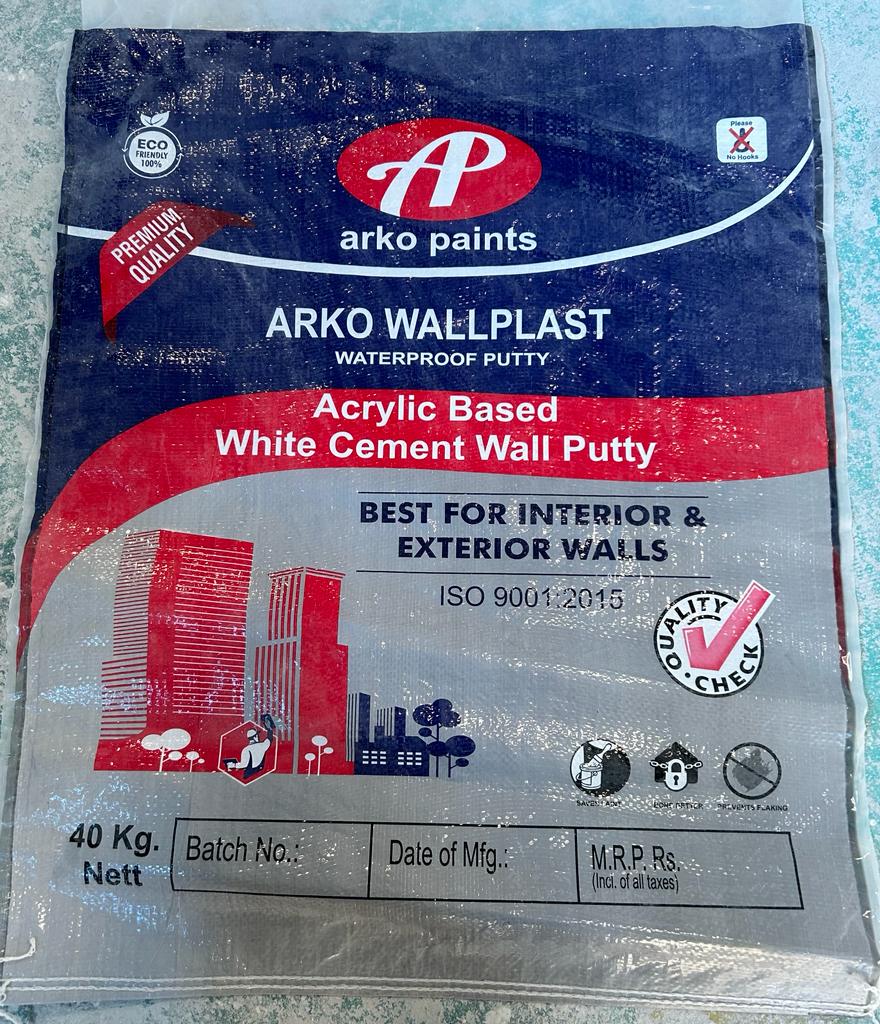 ECO
FRIENDLY
100%
Please
No Hooks
AP
arko paints
PREMIUM
QUALITY
ARKO WALLPLAST
WATERPROOF PUTTY
Acrylic Based
White Cement Wall Putty
BEST FOR INTERIOR &
EXTERIOR WALLS
ISO 9001:2015
QUALITY
CHECK
PREVENTS FLAKING
40 Kg.
Nett
Batch No.:
Date of Mfg.:
M.R.P. Rs.
(Incl. of all taxes)